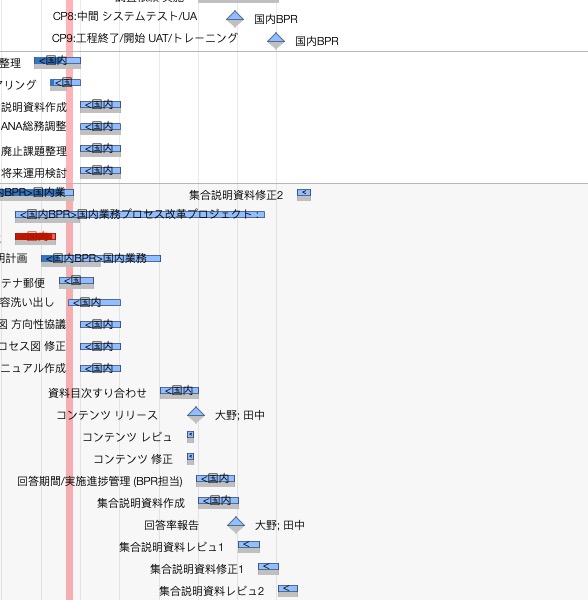 CP8:中間 システムテスト/UA 国内BPR
CP9:工程終了/開始 UAT/トレーニング 国内BPR
整理 <国内
アリング <国
説明資料作成 <国内
ANA総務調整 <国内
廃止課題整理 <国内
将来運用検討 <国内
内BPR>国内業 集合説明資料修正2 <
<国内BPR>国内業務プロセス改革プロジェクト
明計画 <国内BPR>国内業務
テナ郵便 <国
容洗い出し <国内
図 方向性協議 <国内
コセス図 修正 <国内
ニュアル作成 <国内
資料目次すり合わせ <国内
コンテンツ リリース 大野; 田中
コンテンツ レビュ
コンテンツ 修正
回答期間/実施進捗管理 (BPR担当) <国内
集合説明資料作成 <国内
回答率報告 大野; 田中
集合説明資料レビュ1 <
集合説明資料修正1 <
集合説明資料レビュ2 <